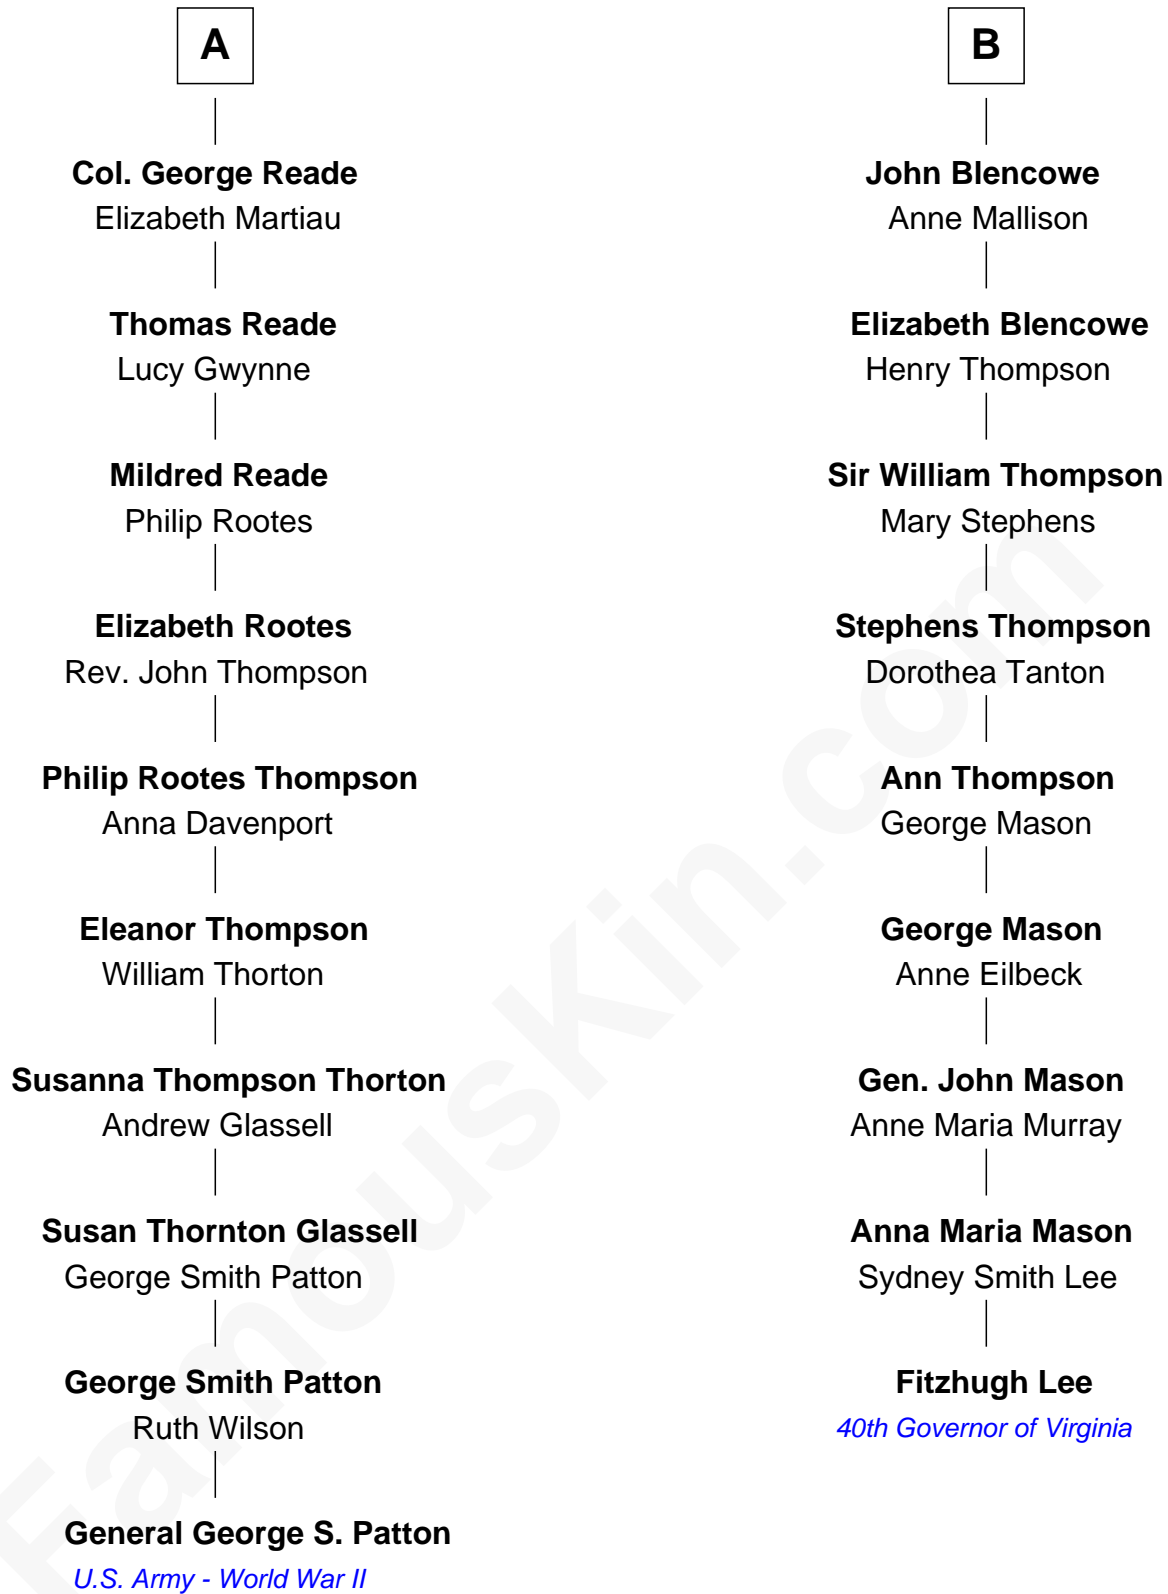 A
Col. George Reade
Elizabeth Martiau
Thomas Reade
Lucy Gwynne
Mildred Reade
Philip Rootes
Elizabeth Rootes
Rev. John Thompson
Philip Rootes Thompson
Anna Davenport
Eleanor Thompson
William Thorton
Susanna Thompson Thorton
Andrew Glassell
Susan Thornton Glassell
George Smith Patton
George Smith Patton
Ruth Wilson
General George S. Patton
U.S. Army - World War II
B
John Blencowe
Anne Mallison
Elizabeth Blencowe
Henry Thompson
Sir William Thompson
Mary Stephens
Stephens Thompson
Dorothea Tanton
Ann Thompson
George Mason
George Mason
Anne Eilbeck
Gen. John Mason
Anne Maria Murray
Anna Maria Mason
Sydney Smith Lee
Fitzhugh Lee
40th Governor of Virginia
FamousKin.com